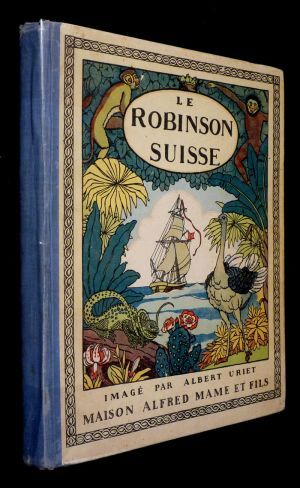 LE
ROBINSON
SUISSE
IMAGÉ PAR ALBERT URIET
MAISON ALFRED MAME ET FILS